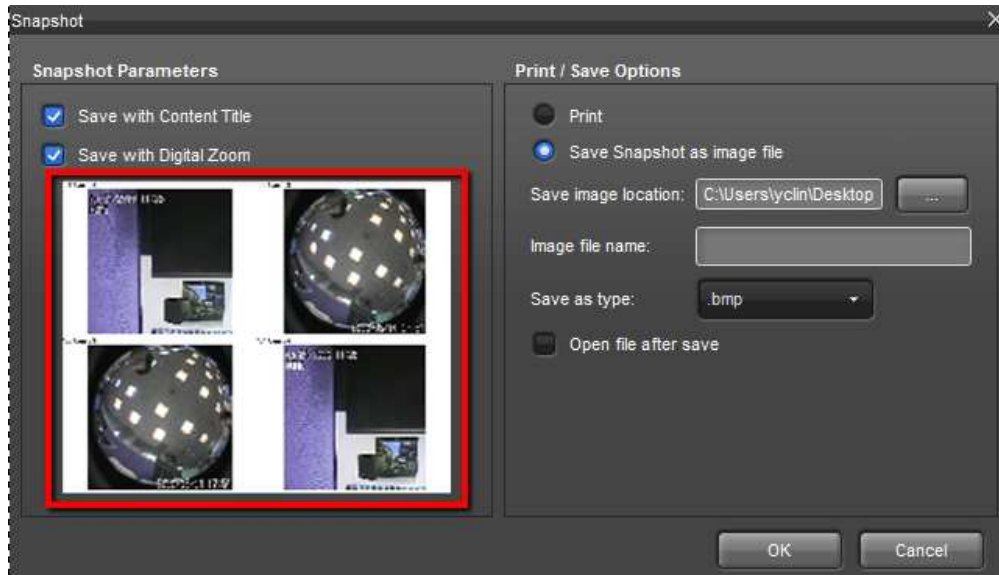 Snapshot
Snapshot Parameters
Save with Content Title
Save with Digital Zoom
Print / Save Options
Print
Save Snapshot as image file
Save image location: C:\Users\yclin\Desktop ...
Image file name:
Save as type: .bmp
Open file after save
OK Cancel